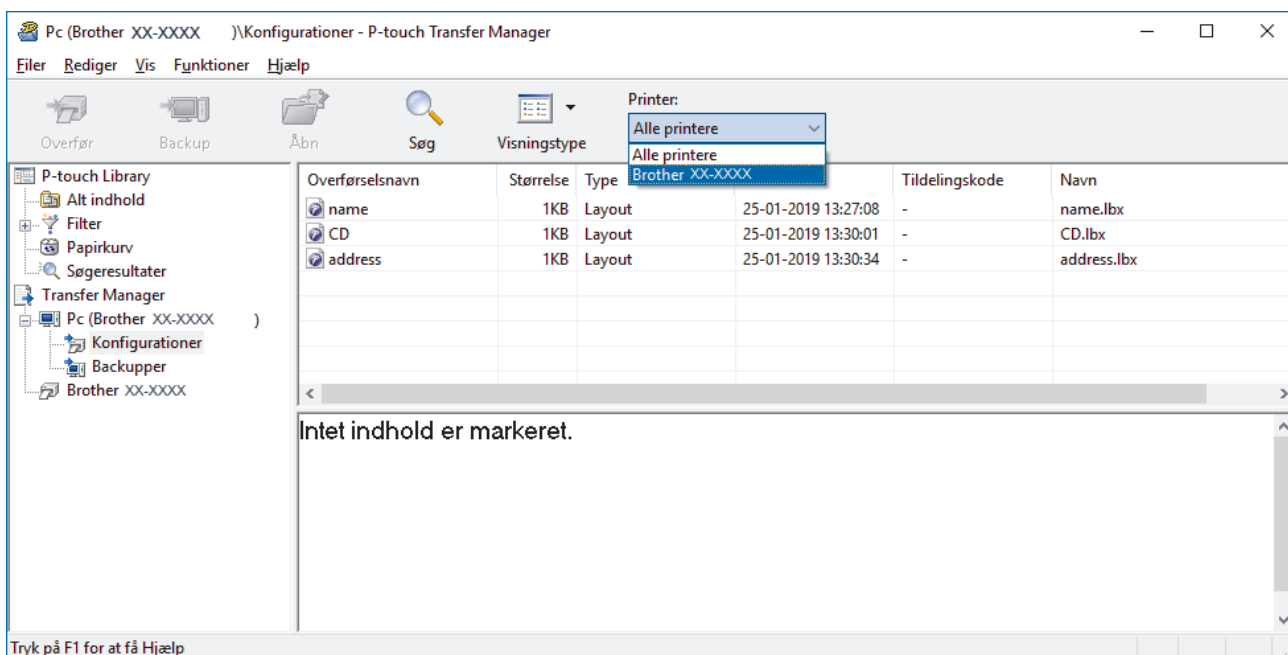 Pc (Brother XX-XXXX )\Konfigurationer - P-touch Transfer Manager
Filer Rediger Vis Funktioner Hjælp
Overfør Backup Åbn Søg Visningstype
Printer:
Alle printere
Alle printere
Brother XX-XXXX
P-touch Library
Alt indhold
Filter
Papirkurv
Søgeresultater
Transfer Manager
Pc (Brother XX-XXXX )
Konfigurationer
Backupper
Brother XX-XXXX
Overførselsnavn Størrelse Type Tildelingskode Navn
name 1KB Layout 25-01-2019 13:27:08 - name.lbx
CD 1KB Layout 25-01-2019 13:30:01 - CD.lbx
address 1KB Layout 25-01-2019 13:30:34 - address.lbx
Intet indhold er markeret.
Tryk på F1 for at få Hjælp